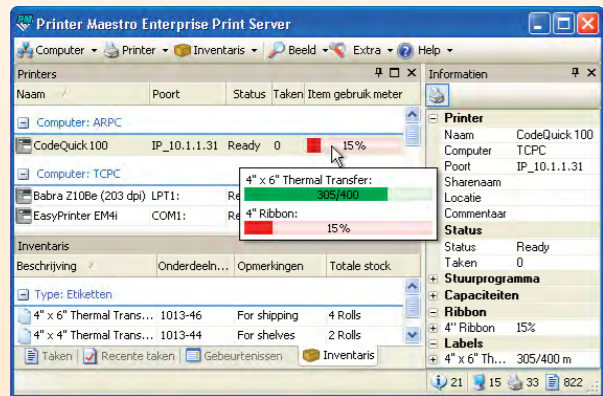 Printer Maestro Enterprise Print Server
Computer Printer Inventaris Beeld Extra Help
Printers
Naam Poort Status Taken Item gebruik meter
Computer: ARPC
CodeQuick 100 IP_10.1.1.31 Ready 0 15%
Computer: TCPC
Babra Z10Be (203 dpi) LPT1: Re
EasyPrinter EM4i COM1: Re
4" x 6" Thermal Transfer:
305/400
4" Ribbon:
15%
Inventaris
Beschrijving Onderdeeln... Opmerkingen Totale stock
Type: Etiketten
4" x 6" Thermal Trans... 1013-46 For shipping 4 Rolls
4" x 4" Thermal Trans... 1013-44 For shelves 2 Rolls
Taken Recente taken Gebeurtenissen Inventaris
Informatien
Printer
Naam CodeQuick 100
Computer TCPC
Poort IP_10.1.1.31
Sharenaam
Locatie
Commentaar
Status
Status Ready
Taken 0
Stuurprogramma
Capaciteiten
Ribbon
4" Ribbon 15%
Labels
4" x 6" Th... 305/400 m
21 15 33 822